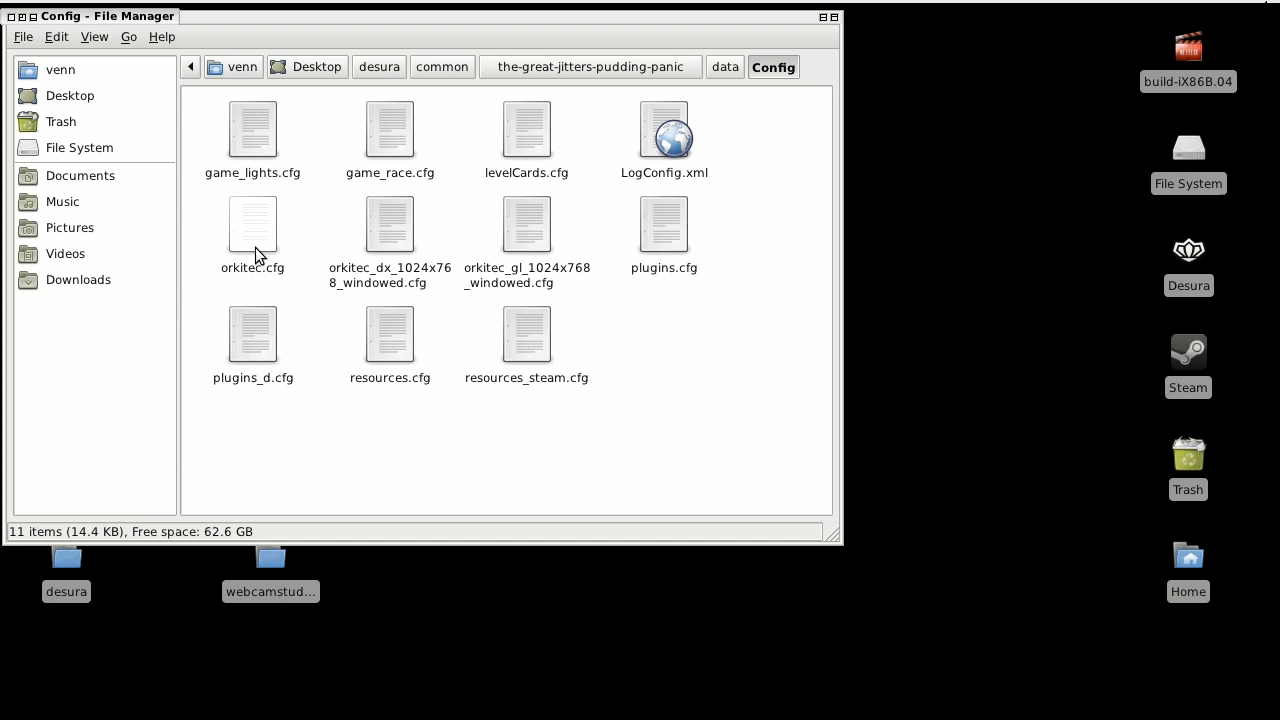 Config - File Manager
File Edit View Go Help
venn Desktop desura common the-great-jitters-pudding-panic data Config
venn
Desktop
Trash
File System
Documents
Music
Pictures
Videos
Downloads
game_lights.cfg game_race.cfg levelCards.cfg LogConfig.xml
orkitec.cfg orkitec_dx_1024x76 orkitec_gl_1024x768 plugins.cfg
8_windowed.cfg _windowed.cfg
plugins_d.cfg resources.cfg resources_steam.cfg
11 items (14.4 KB), Free space: 62.6 GB
NETFLIX
build-iX86B.04
File System
Desura
Steam
Trash
Home
desura
webcamstud...